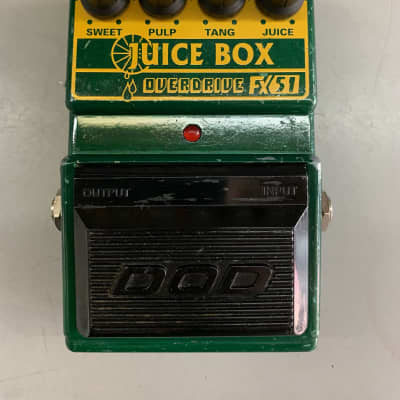 SWEET PULP TANG JUICE
JUICE BOX
OVERDRIVE FX51
OUTPUT INPUT
DOD